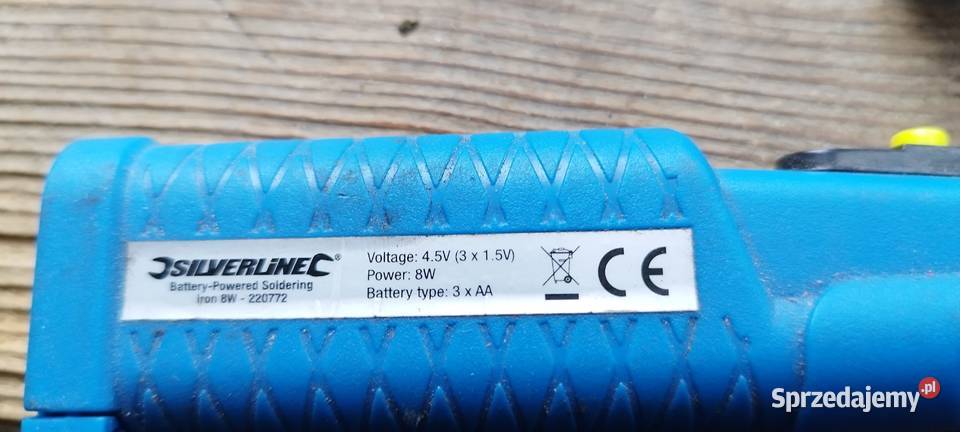 SILVERLINE®
Battery-Powered Soldering
iron 8W - 220772
Voltage: 4.5V (3 x 1.5V)
Power: 8W
Battery type: 3 x AA
CE
Sprzedajemy.pl